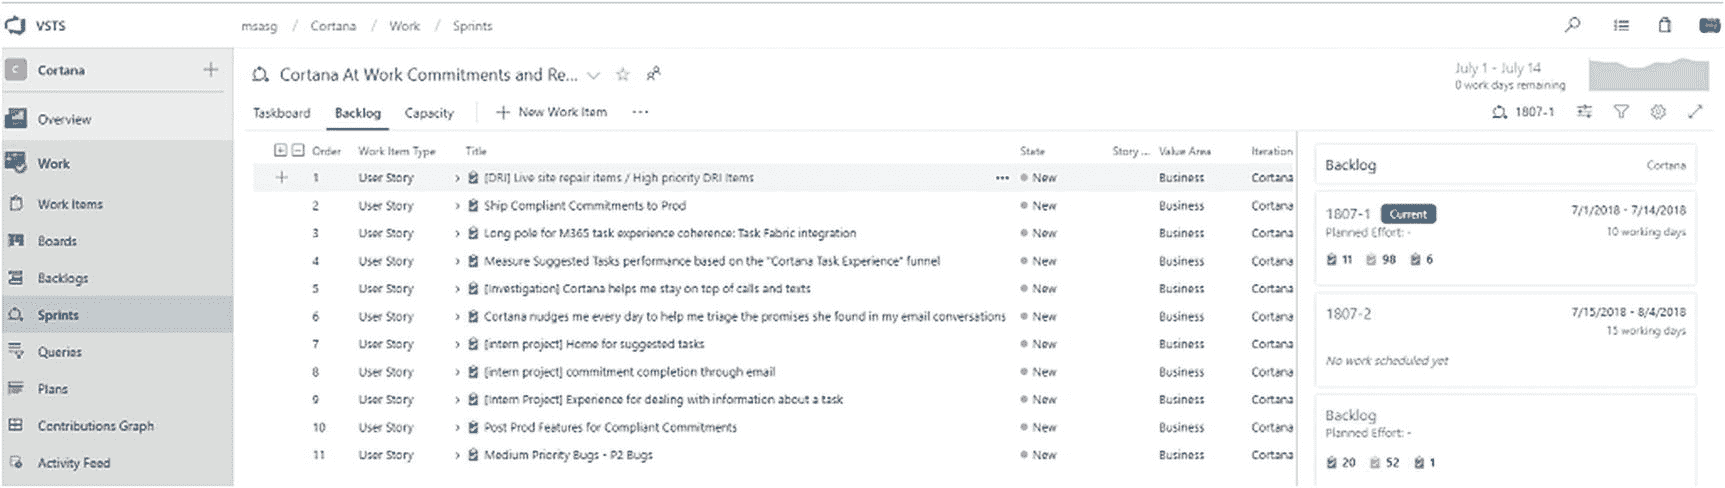 VSTS
msasg / Cortana / Work / Sprints
C Cortana
Overview
Work
Work Items
Boards
Backlogs
Sprints
Queries
Plans
Contributions Graph
Activity Feed
Cortana At Work Commitments and Re...
July 1 - July 14
0 work days remaining
Taskboard Backlog Capacity + New Work Item ...
1807-1
Order Work Item Type Title State Story ... Value Area Iteration
1 User Story [DRI] Live site repair items / High priority DRI Items ... New Business Cortana
2 User Story Ship Compliant Commitments to Prod New Business Cortana
3 User Story Long pole for M365 task experience coherence: Task Fabric integration New Business Cortana
4 User Story Measure Suggested Tasks performance based on the "Cortana Task Experience" funnel New Business Cortana
5 User Story [Investigation] Cortana helps me stay on top of calls and texts New Business Cortana
6 User Story Cortana nudges me every day to help me triage the promises she found in my email conversations New Business Cortana
7 User Story [intern project] Home for suggested tasks New Business Cortana
8 User Story [intern project] commitment completion through email New Business Cortana
9 User Story [Intern Project] Experience for dealing with information about a task New Business Cortana
10 User Story Post Prod Features for Compliant Commitments New Business Cortana
11 User Story Medium Priority Bugs - P2 Bugs New Business Cortana
Backlog Cortana
1807-1 Current 7/1/2018 - 7/14/2018
Planned Effort: - 10 working days
11 98 6
1807-2 7/15/2018 - 8/4/2018
15 working days
No work scheduled yet
Backlog
Planned Effort: -
20 52 1